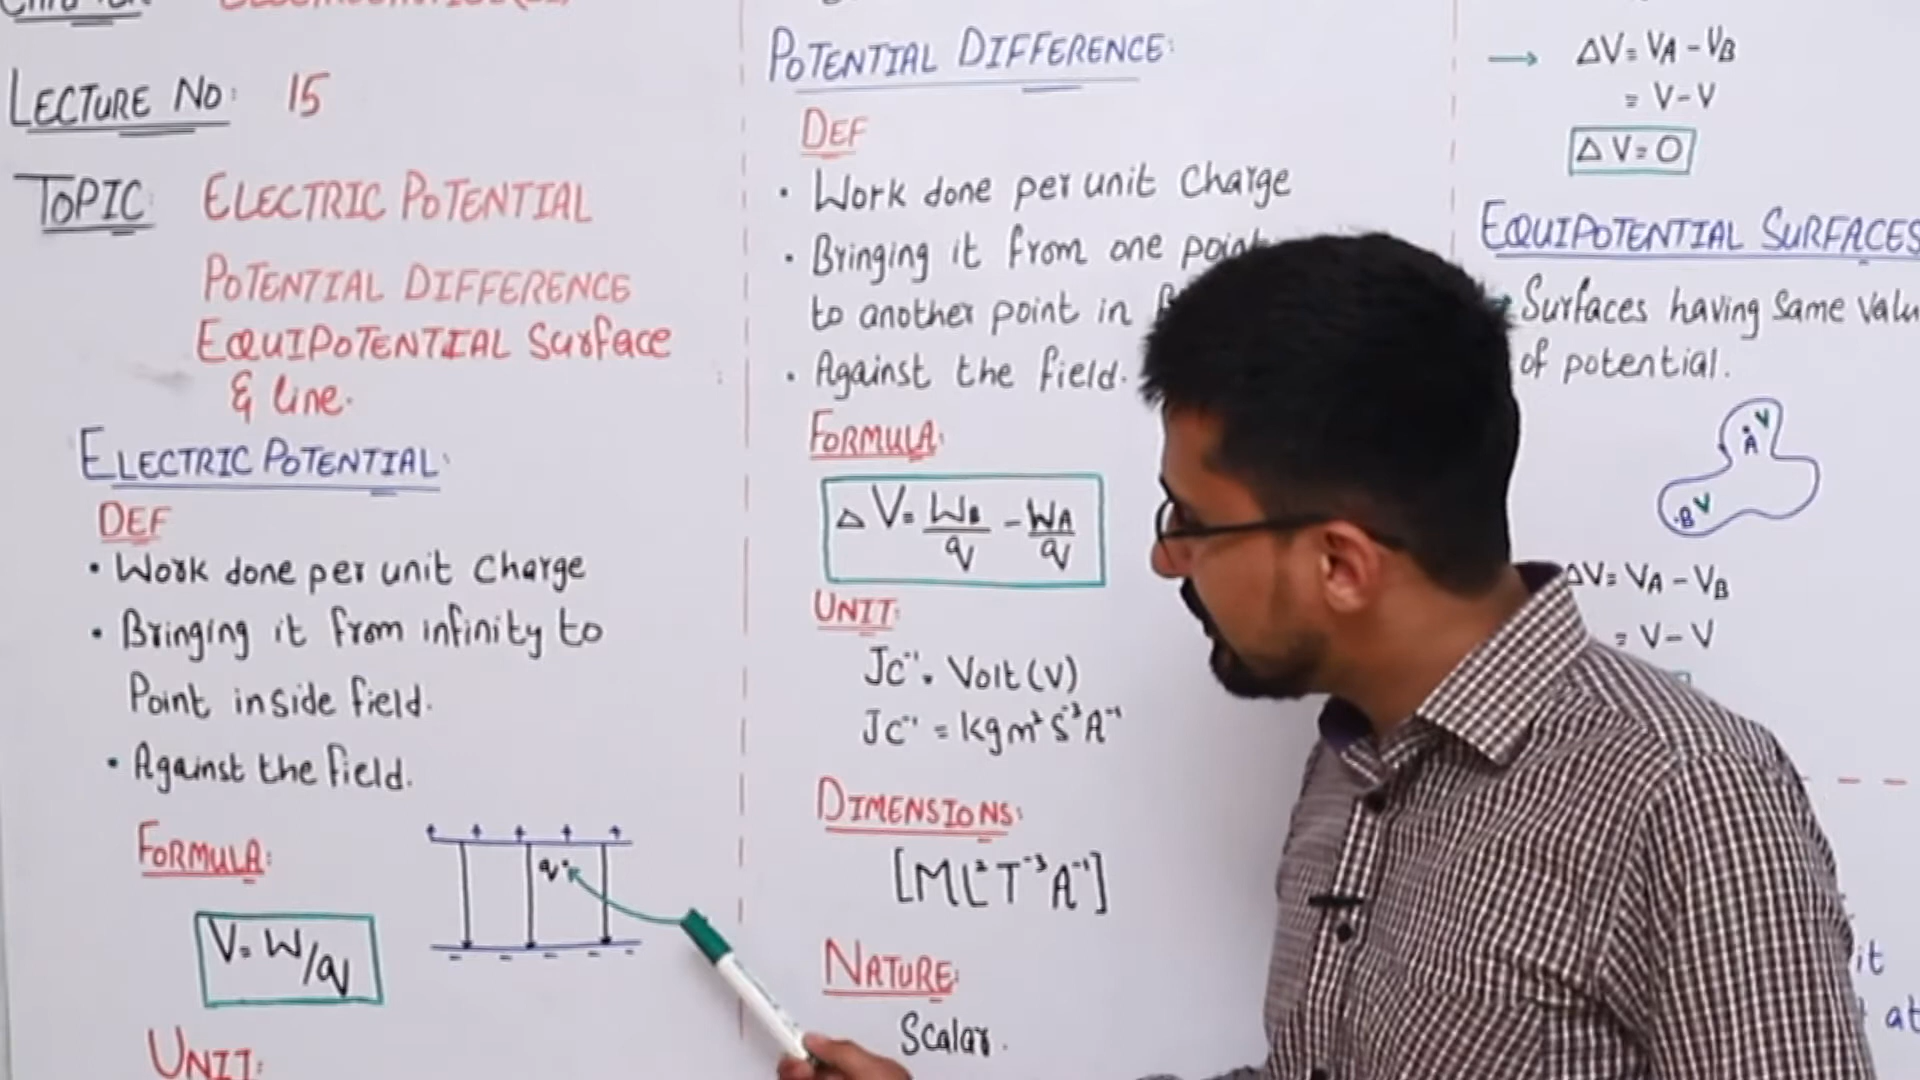 LECTURE NO: 15
TOPIC: ELECTRIC POTENTIAL
POTENTIAL DIFFERENCE
EQUIPOTENTIAL Surface
& line.
ELECTRIC POTENTIAL:
DEF
• Work done per unit Charge
• Bringing it from infinity to
Point inside field.
• Against the field.
FORMULA:
V = W/q
q
UNIT:
POTENTIAL DIFFERENCE:
DEF
• Work done per unit Charge
• Bringing it from one point
to another point in
• Against the field.
FORMULA:
ΔV = W_B/q - W_A/q
UNIT:
JC⁻¹ = Volt (V)
JC⁻¹ = kgm²S⁻³A⁻¹
DIMENSIONS:
[ML²T⁻³A⁻¹]
NATURE:
Scalar.
→ ΔV = VA - VB
= V - V
ΔV = 0
EQUIPOTENTIAL SURFACES
→ Surfaces having Same
of potential.
V
A
B V
ΔV = VA - VB
= V - V
it
at